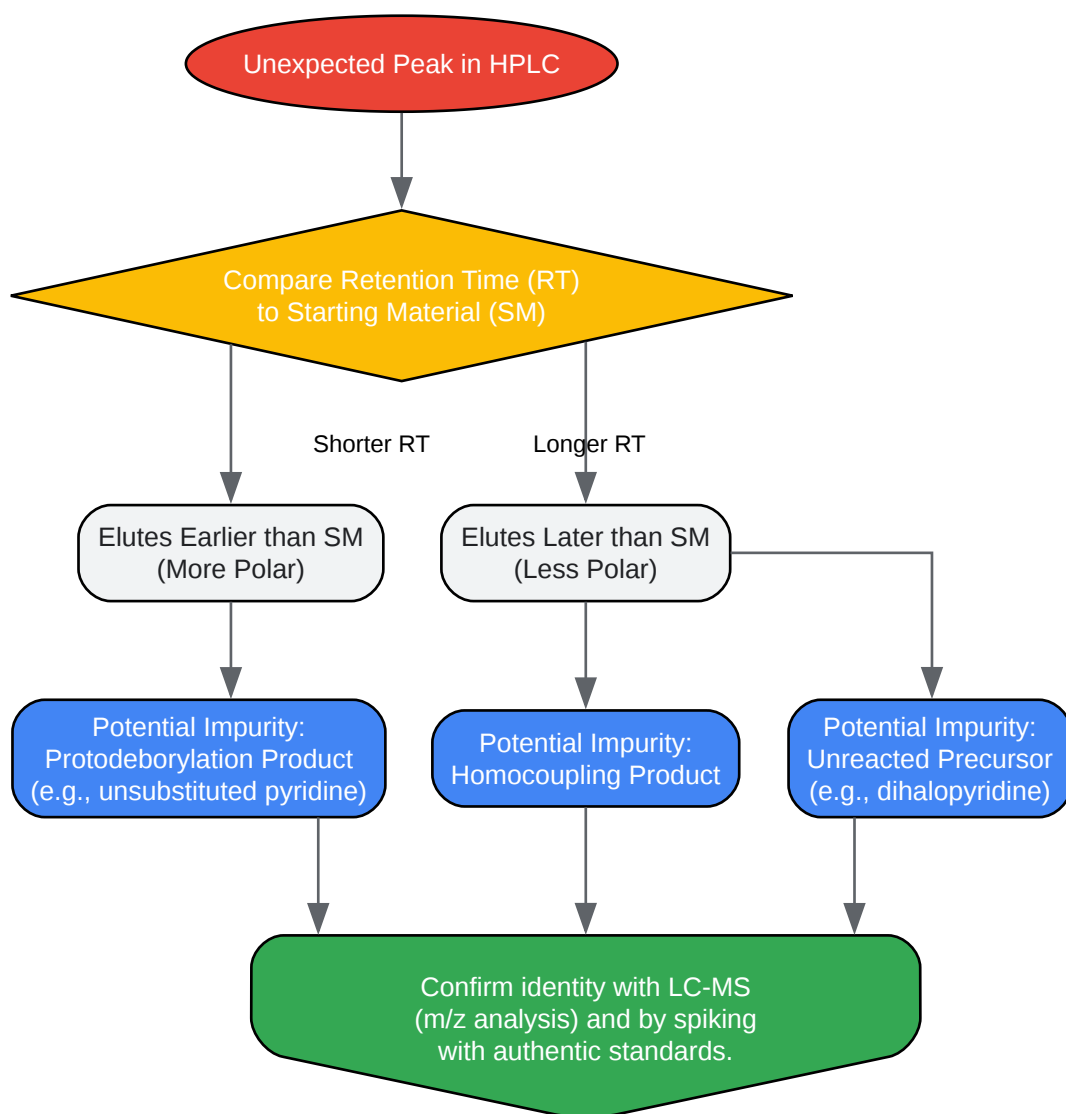 Unexpected Peak in HPLC
Compare Retention Time (RT)
to Starting Material (SM)
Shorter RT
Longer RT
Elutes Earlier than SM
(More Polar)
Elutes Later than SM
(Less Polar)
Potential Impurity:
Protodeborylation Product
(e.g., unsubstituted pyridine)
Potential Impurity:
Homocoupling Product
Potential Impurity:
Unreacted Precursor
(e.g., dihalopyridine)
Confirm identity with LC-MS
(m/z analysis) and by spiking
with authentic standards.